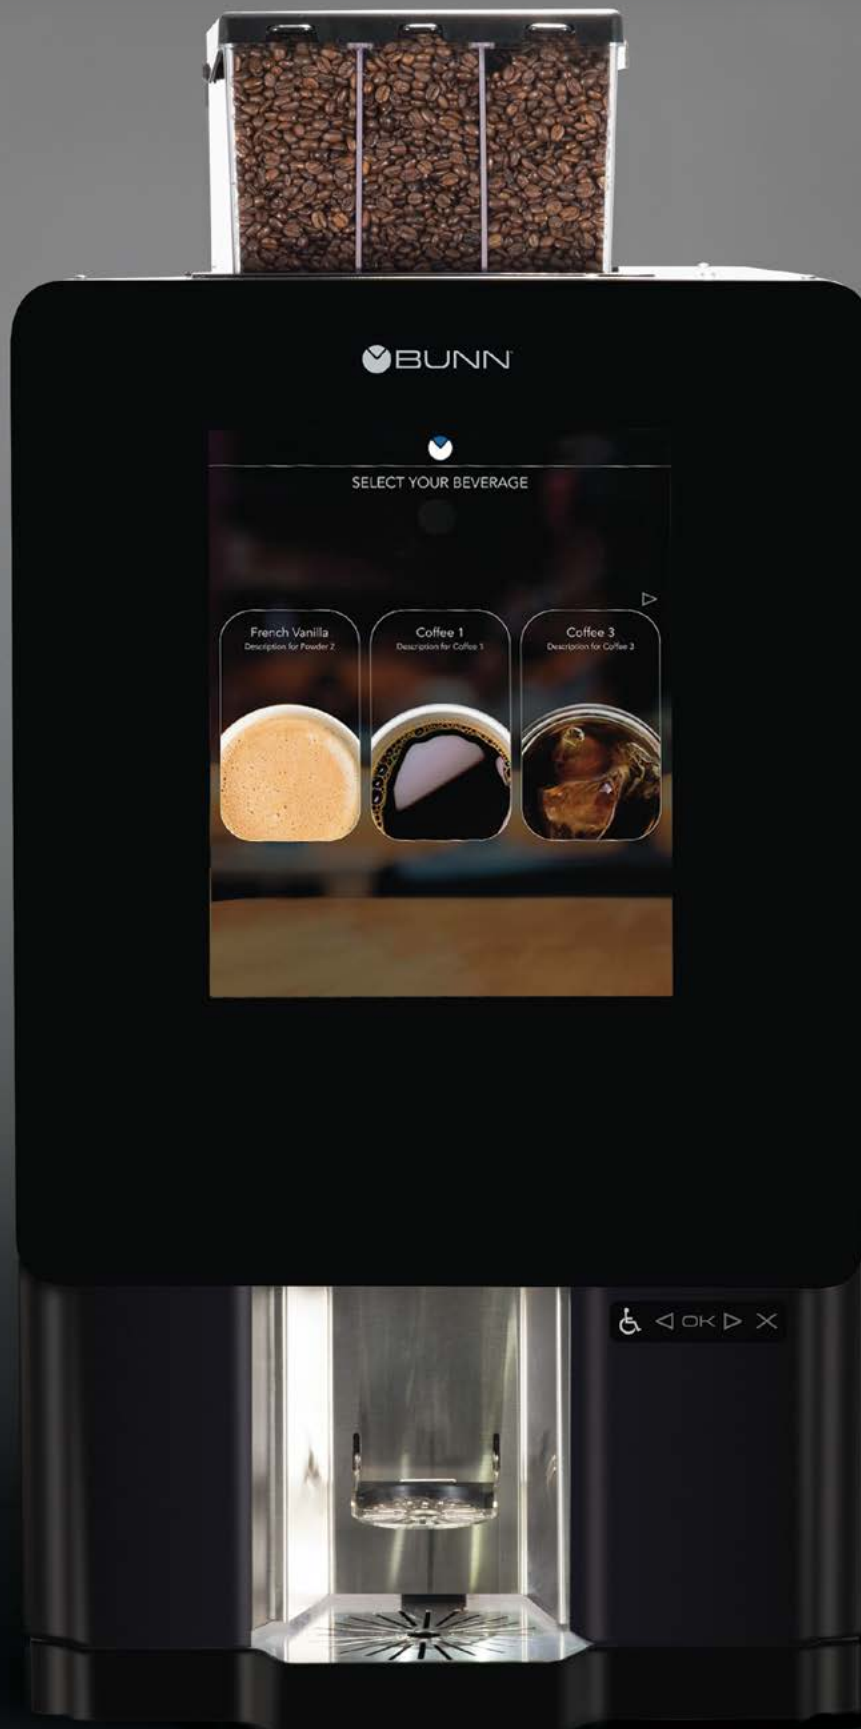 BUNN
SELECT YOUR BEVERAGE
French Vanilla
Description for Powder 2
Coffee 1
Description for Coffee 1
Coffee 3
Description for Coffee 3
OK